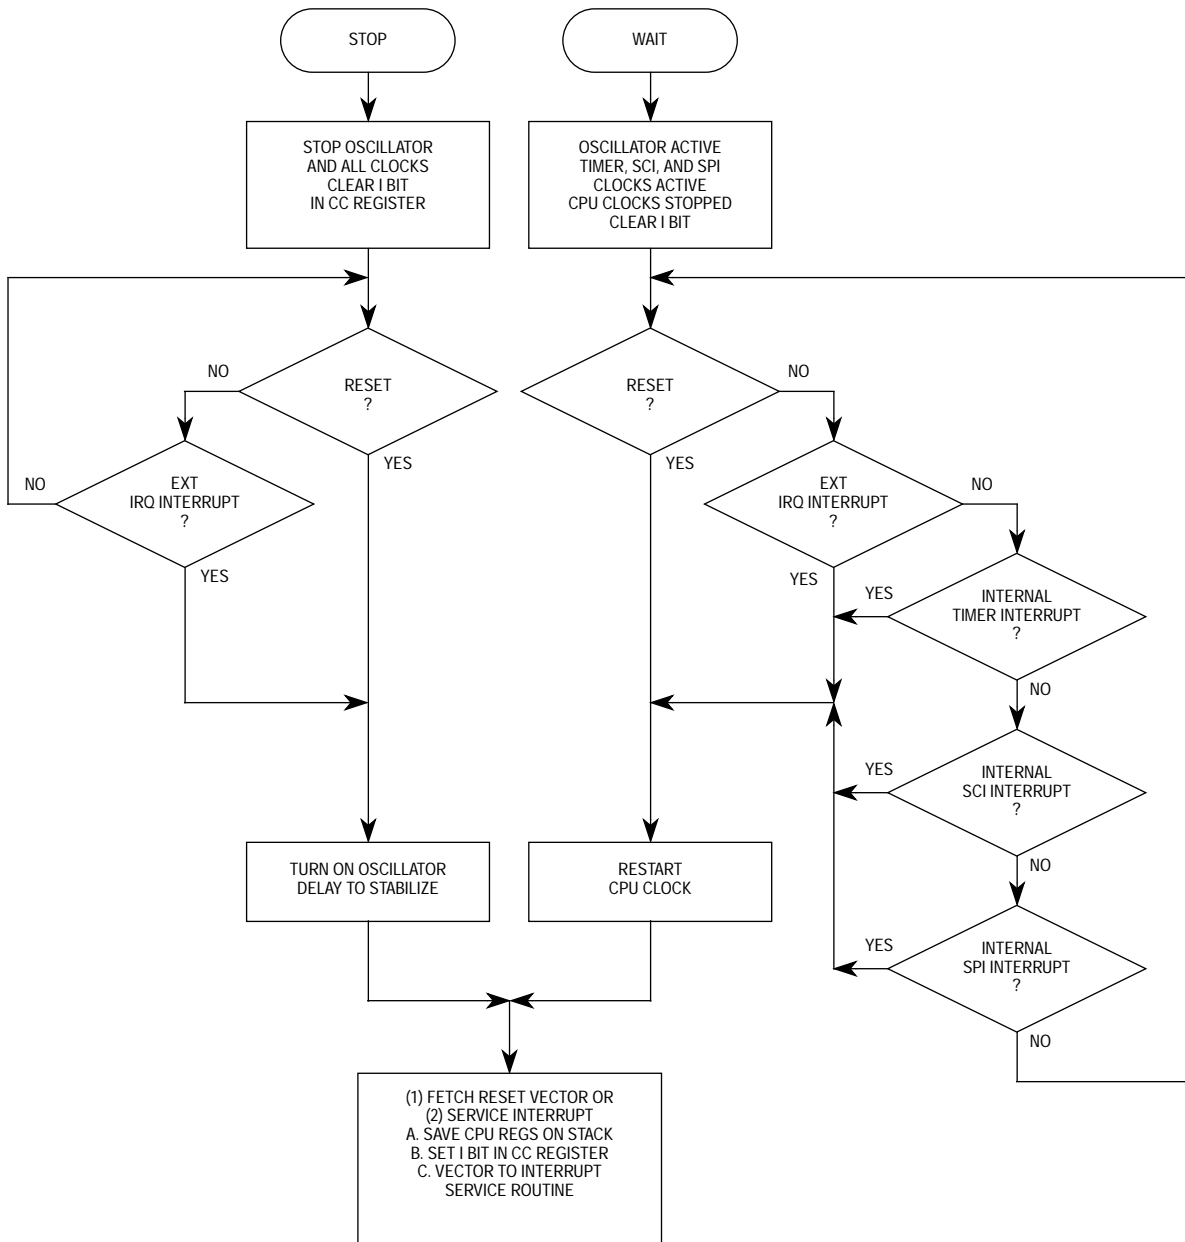 STOP
WAIT
STOP OSCILLATOR
AND ALL CLOCKS
CLEAR I BIT
IN CC REGISTER
OSCILLATOR ACTIVE
TIMER, SCI, AND SPI
CLOCKS ACTIVE
CPU CLOCKS STOPPED
CLEAR I BIT
NO
RESET
?
YES
NO
EXT
IRQ INTERRUPT
?
YES
RESET
?
NO
YES
EXT
IRQ INTERRUPT
?
NO
YES
YES
INTERNAL
TIMER INTERRUPT
?
NO
YES
INTERNAL
SCI INTERRUPT
?
NO
YES
INTERNAL
SPI INTERRUPT
?
NO
TURN ON OSCILLATOR
DELAY TO STABILIZE
RESTART
CPU CLOCK
(1) FETCH RESET VECTOR OR
(2) SERVICE INTERRUPT
A. SAVE CPU REGS ON STACK
B. SET I BIT IN CC REGISTER
C. VECTOR TO INTERRUPT
SERVICE ROUTINE